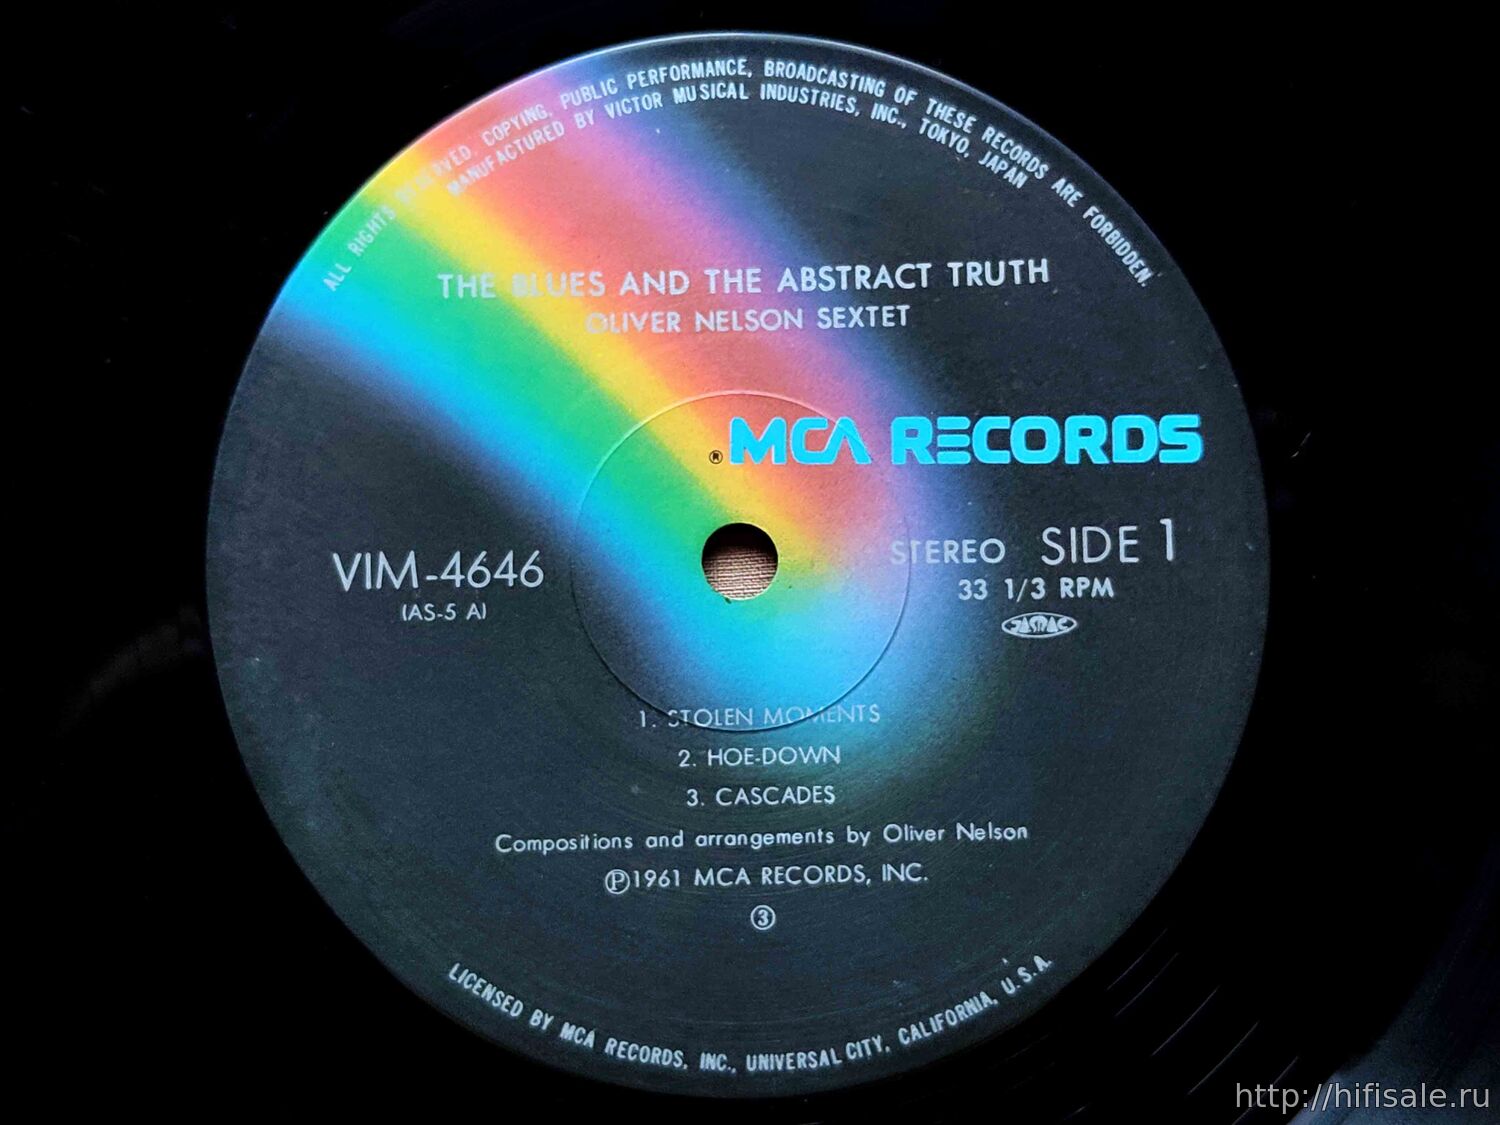 ALL RIGHTS RESERVED. COPYING, PUBLIC PERFORMANCE, BROADCASTING OF THESE RECORDS ARE FORBIDDEN.
MANUFACTURED BY VICTOR MUSICAL INDUSTRIES, INC., TOKYO, JAPAN
THE BLUES AND THE ABSTRACT TRUTH
OLIVER NELSON SEXTET
® MCA RECORDS
VIM-4646
(AS-5 A)
STEREO SIDE 1
33 1/3 RPM
JASRAC
1. STOLEN MOMENTS
2. HOE-DOWN
3. CASCADES
Compositions and arrangements by Oliver Nelson
Ⓟ1961 MCA RECORDS, INC.
③
LICENSED BY MCA RECORDS, INC., UNIVERSAL CITY, CALIFORNIA, U.S.A.
http://hifisale.ru